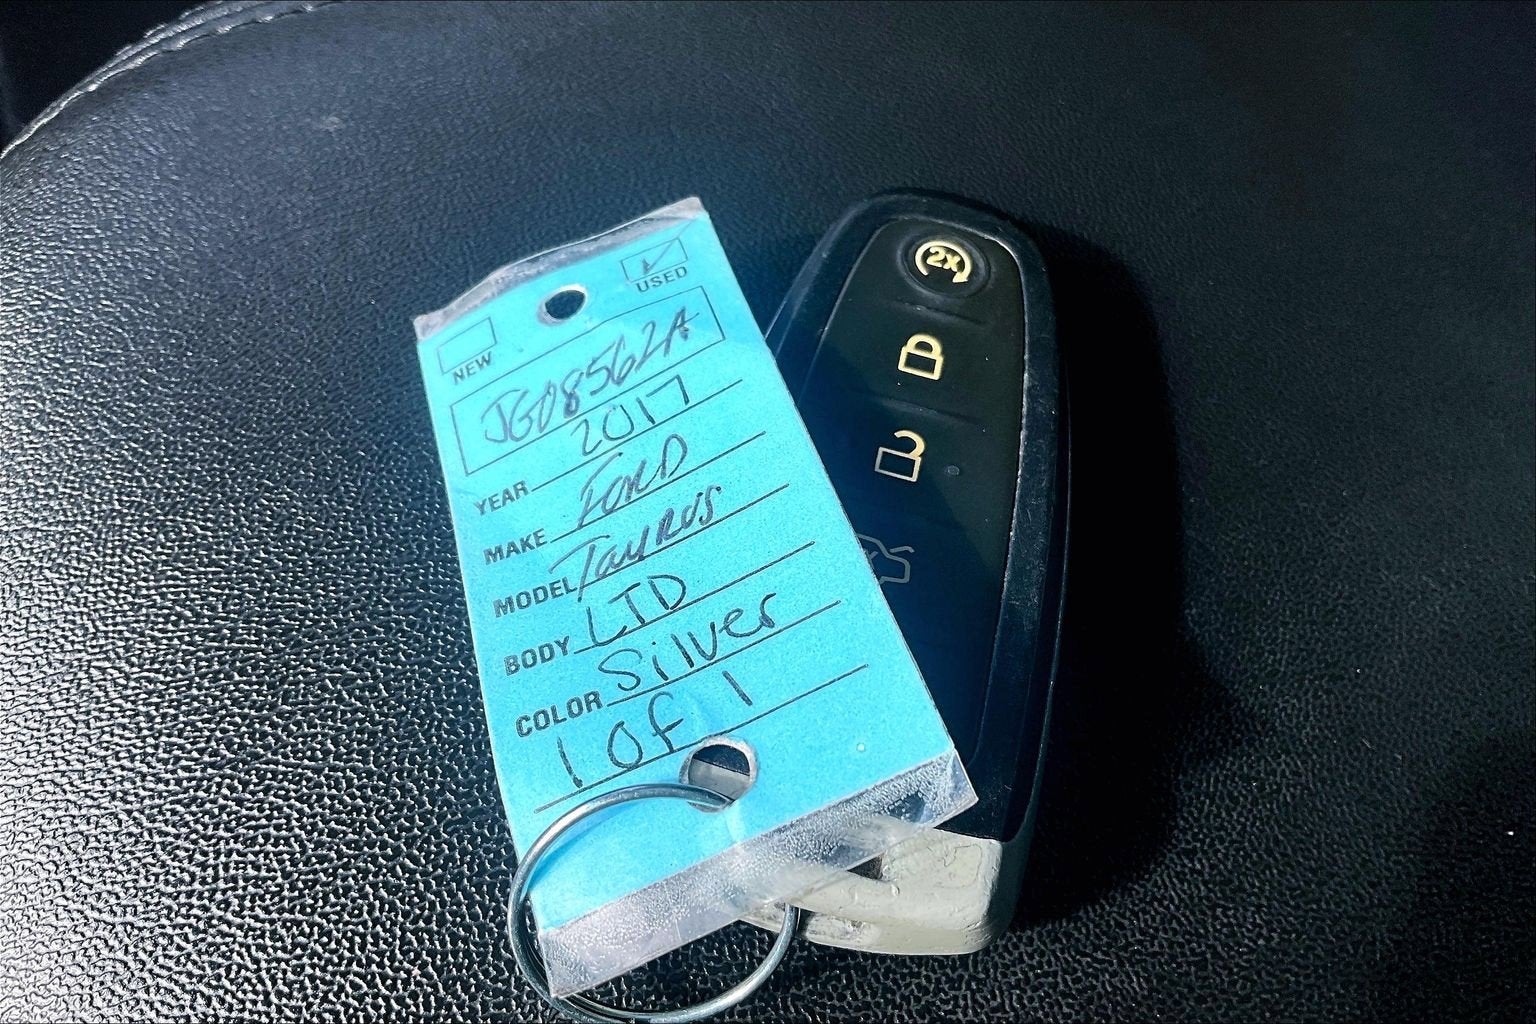 USED
NEW
JG08562A
YEAR 2017
MAKE FORD
MODEL TAURUS
BODY LTD
COLOR Silver
1 Of 1
2x